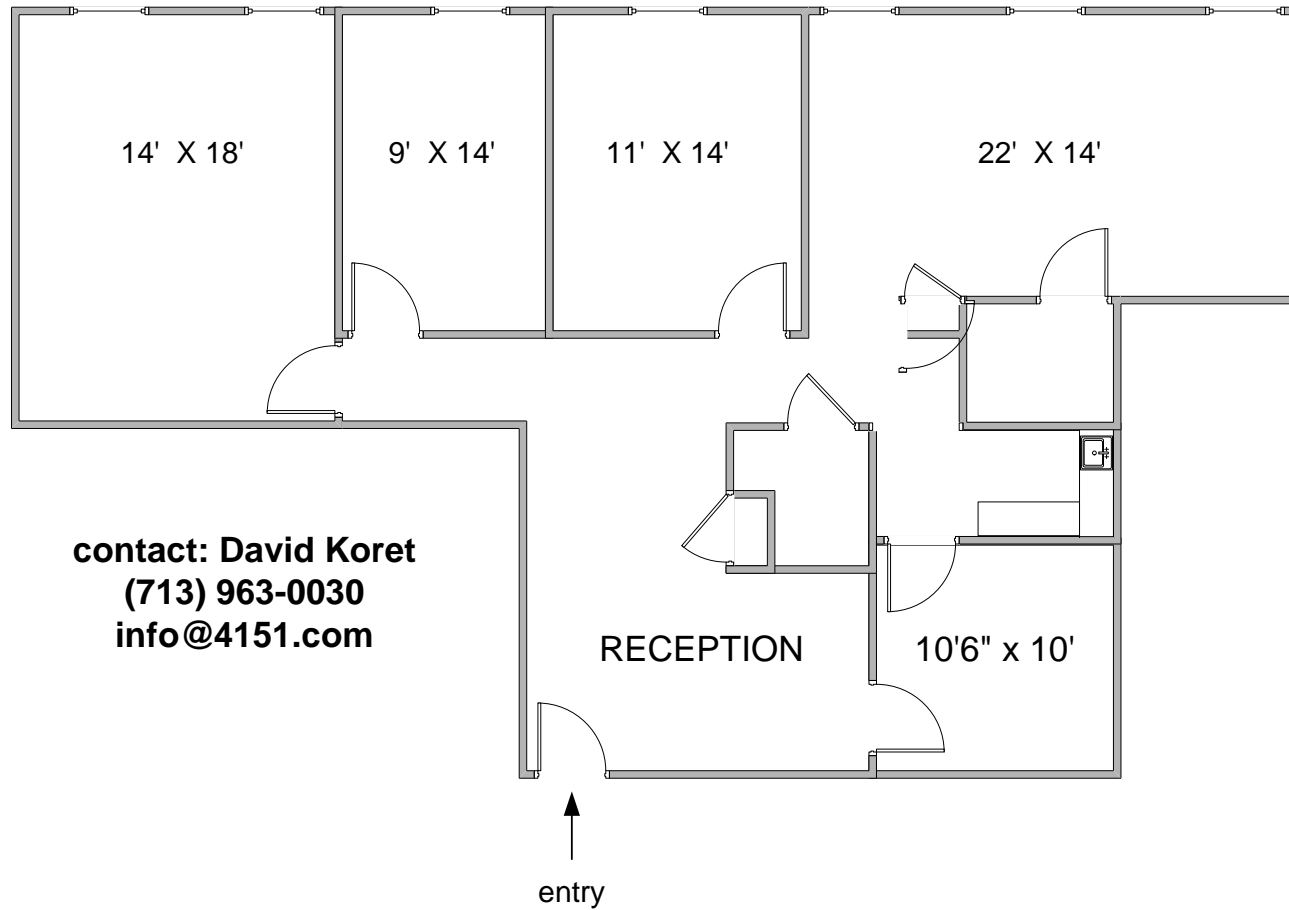 14' X 18'
9' X 14'
11' X 14'
22' X 14'
contact: David Koret
(713) 963-0030
info@4151.com
RECEPTION
10'6" x 10'
entry